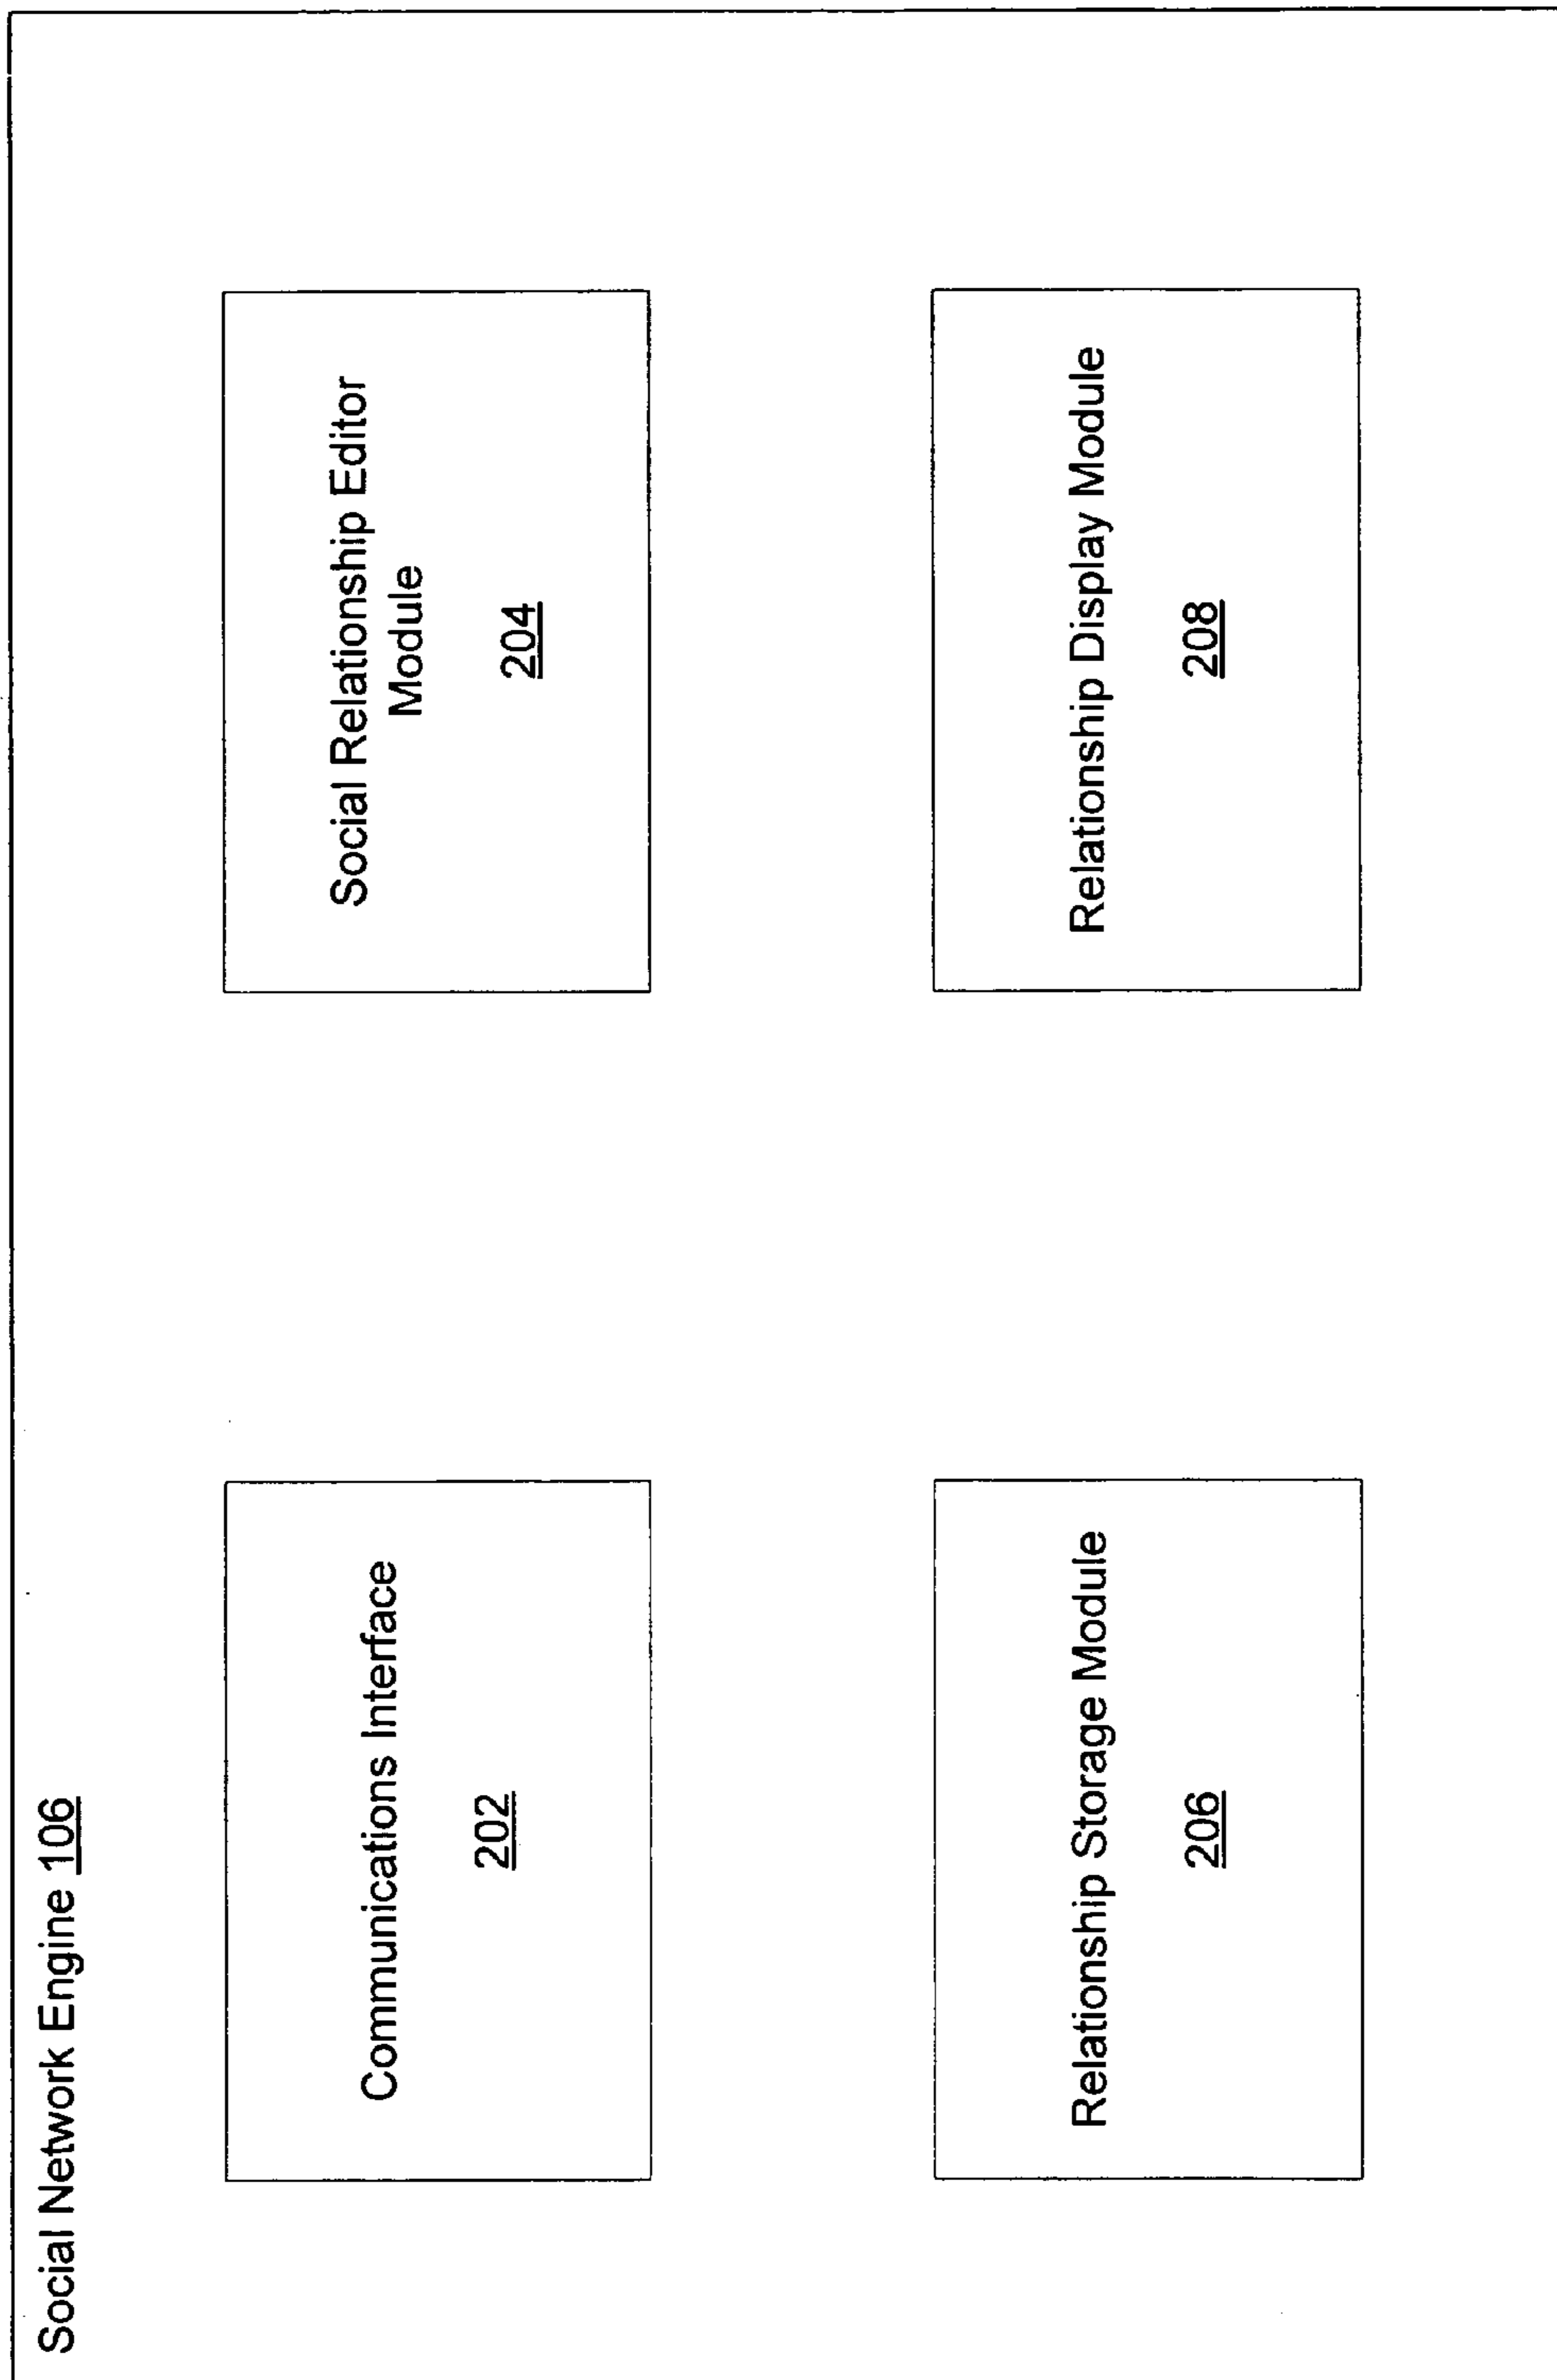 Social Network Engine 106
Communications Interface
202
Social Relationship Editor
Module
204
Relationship Storage Module
206
Relationship Display Module
208